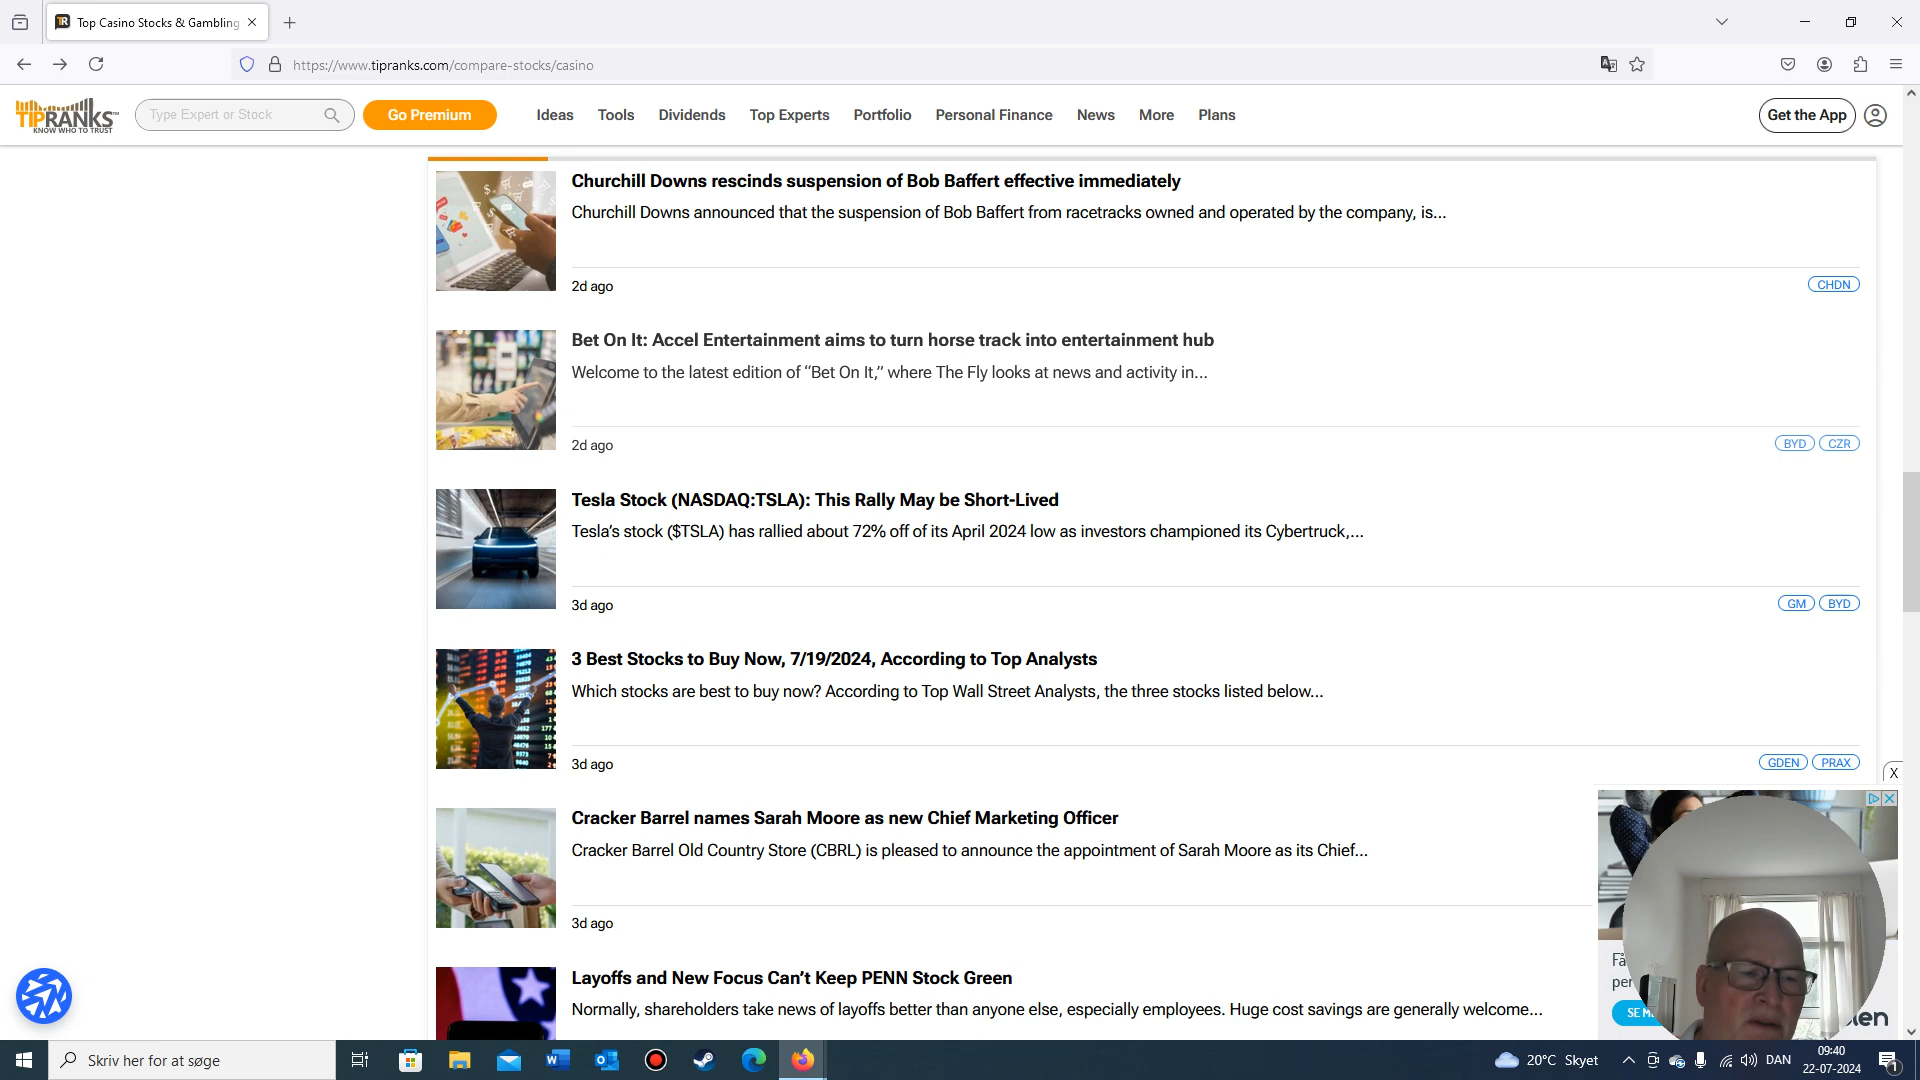 Top Casino Stocks & Gambling
https://www.tipranks.com/compare-stocks/casino
TIPRANKS
KNOW WHO TO TRUST
Type Expert or Stock
Go Premium
Ideas
Tools
Dividends
Top Experts
Portfolio
Personal Finance
News
More
Plans
Get the App
Churchill Downs rescinds suspension of Bob Baffert effective immediately
Churchill Downs announced that the suspension of Bob Baffert from racetracks owned and operated by the company, is...
2d ago
CHDN
Bet On It: Accel Entertainment aims to turn horse track into entertainment hub
Welcome to the latest edition of “Bet On It,” where The Fly looks at news and activity in...
2d ago
BYD
CZR
Tesla Stock (NASDAQ:TSLA): This Rally May be Short-Lived
Tesla’s stock ($TSLA) has rallied about 72% off of its April 2024 low as investors championed its Cybertruck,...
3d ago
GM
BYD
3 Best Stocks to Buy Now, 7/19/2024, According to Top Analysts
Which stocks are best to buy now? According to Top Wall Street Analysts, the three stocks listed below...
3d ago
GDEN
PRAX
X
Cracker Barrel names Sarah Moore as new Chief Marketing Officer
Cracker Barrel Old Country Store (CBRL) is pleased to announce the appointment of Sarah Moore as its Chief...
3d ago
Layoffs and New Focus Can’t Keep PENN Stock Green
Normally, shareholders take news of layoffs better than anyone else, especially employees. Huge cost savings are generally welcome...
Skriv her for at søge
20°C Skyet
DAN
09:40
22-07-2024
1